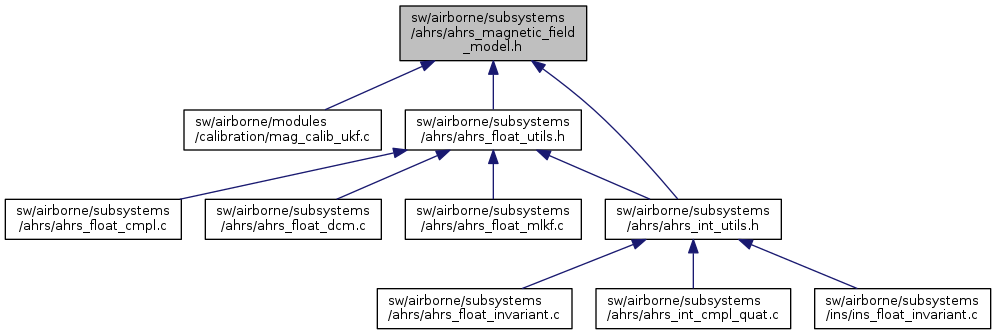 sw/airborne/subsystems
/ahrs/ahrs_magnetic_field
_model.h
sw/airborne/modules
/calibration/mag_calib_ukf.c
sw/airborne/subsystems
/ahrs/ahrs_float_utils.h
sw/airborne/subsystems
/ahrs/ahrs_float_cmpl.c
sw/airborne/subsystems
/ahrs/ahrs_float_dcm.c
sw/airborne/subsystems
/ahrs/ahrs_float_mlkf.c
sw/airborne/subsystems
/ahrs/ahrs_int_utils.h
sw/airborne/subsystems
/ahrs/ahrs_float_invariant.c
sw/airborne/subsystems
/ahrs/ahrs_int_cmpl_quat.c
sw/airborne/subsystems
/ins/ins_float_invariant.c